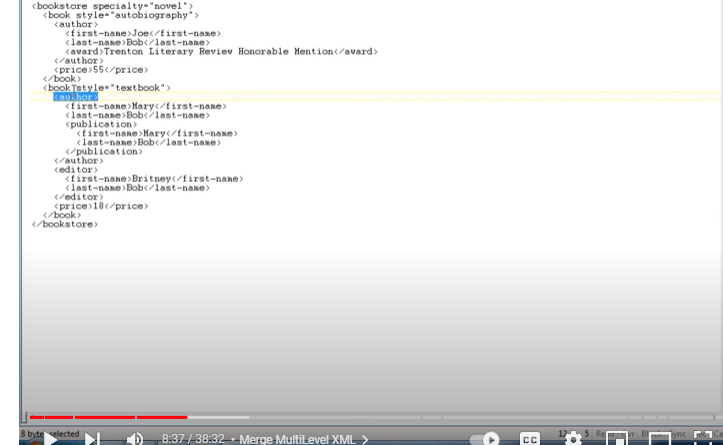 <bookstore specialty="novel">
<book style="autobiography">
<author>
<first-name>Joe</first-name>
<last-name>Bob</last-name>
<award>Trenton Literary Review Honorable Mention</award>
</author>
<price>55</price>
</book>
<book style="textbook">
<author>
<first-name>Mary</first-name>
<last-name>Bob</last-name>
<publication>
<first-name>Mary</first-name>
<last-name>Bob</last-name>
</publication>
</author>
<editor>
<first-name>Britney</first-name>
<last-name>Bob</last-name>
</editor>
<price>18</price>
</book>
</bookstore>
8 bytes selected
8:37 / 38:32 • Merge MultiLevel XML >
CC